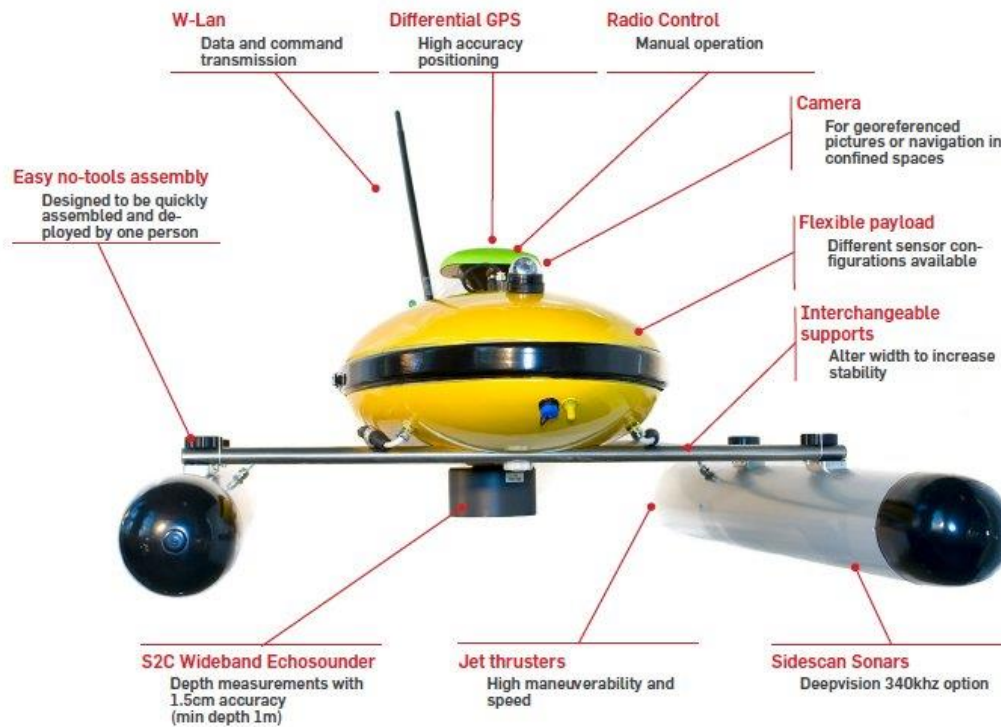 W-Lan
Data and command
transmission
Differential GPS
High accuracy
positioning
Radio Control
Manual operation
Camera
For georeferenced
pictures or navigation in
confined spaces
Easy no-tools assembly
Designed to be quickly
assembled and de-
ployed by one person
Flexible payload
Different sensor con-
figurations available
Interchangeable
supports
Alter width to increase
stability
S2C Wideband Echosounder
Depth measurements with
1.5cm accuracy
(min depth 1m)
Jet thrusters
High maneuverability and
speed
Sidescan Sonars
Deepvision 340khz option